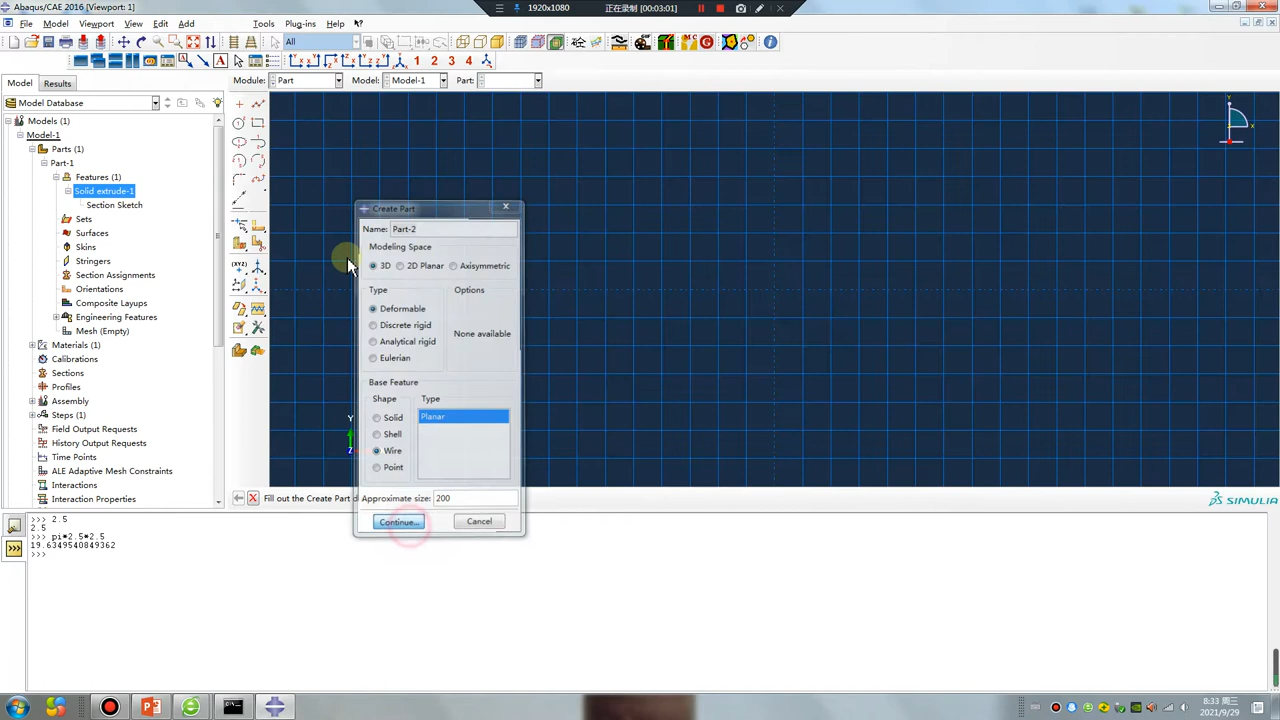 Abaqus/CAE 2016 [Viewport: 1]
1920x1080
正在录制 [00:03:01]
File Model Viewport View Edit Add Tools Plug-ins Help
All
1 2 3 4
Model Results
Module: Part Model: Model-1 Part:
Model Database
Models (1)
Model-1
Parts (1)
Part-1
Features (1)
Solid extrude-1
Section Sketch
Sets
Surfaces
Skins
Stringers
Section Assignments
Orientations
Composite Layups
Engineering Features
Mesh (Empty)
Materials (1)
Calibrations
Sections
Profiles
Assembly
Steps (1)
Field Output Requests
History Output Requests
Time Points
ALE Adaptive Mesh Constraints
Interactions
Interaction Properties
Create Part
Name: Part-2
Modeling Space
3D 2D Planar Axisymmetric
Type Options
Deformable
Discrete rigid
None available
Analytical rigid
Eulerian
Base Feature
Shape Type
Solid Planar
Shell
Wire
Point
Approximate size: 200
Continue... Cancel
Y
Z
Y
X
Fill out the Create Part d
SIMULIA
>>> 2.5
2.5
>>> pi*2.5*2.5
19.6349540849362
>>>
8:33 周三
2021/9/29